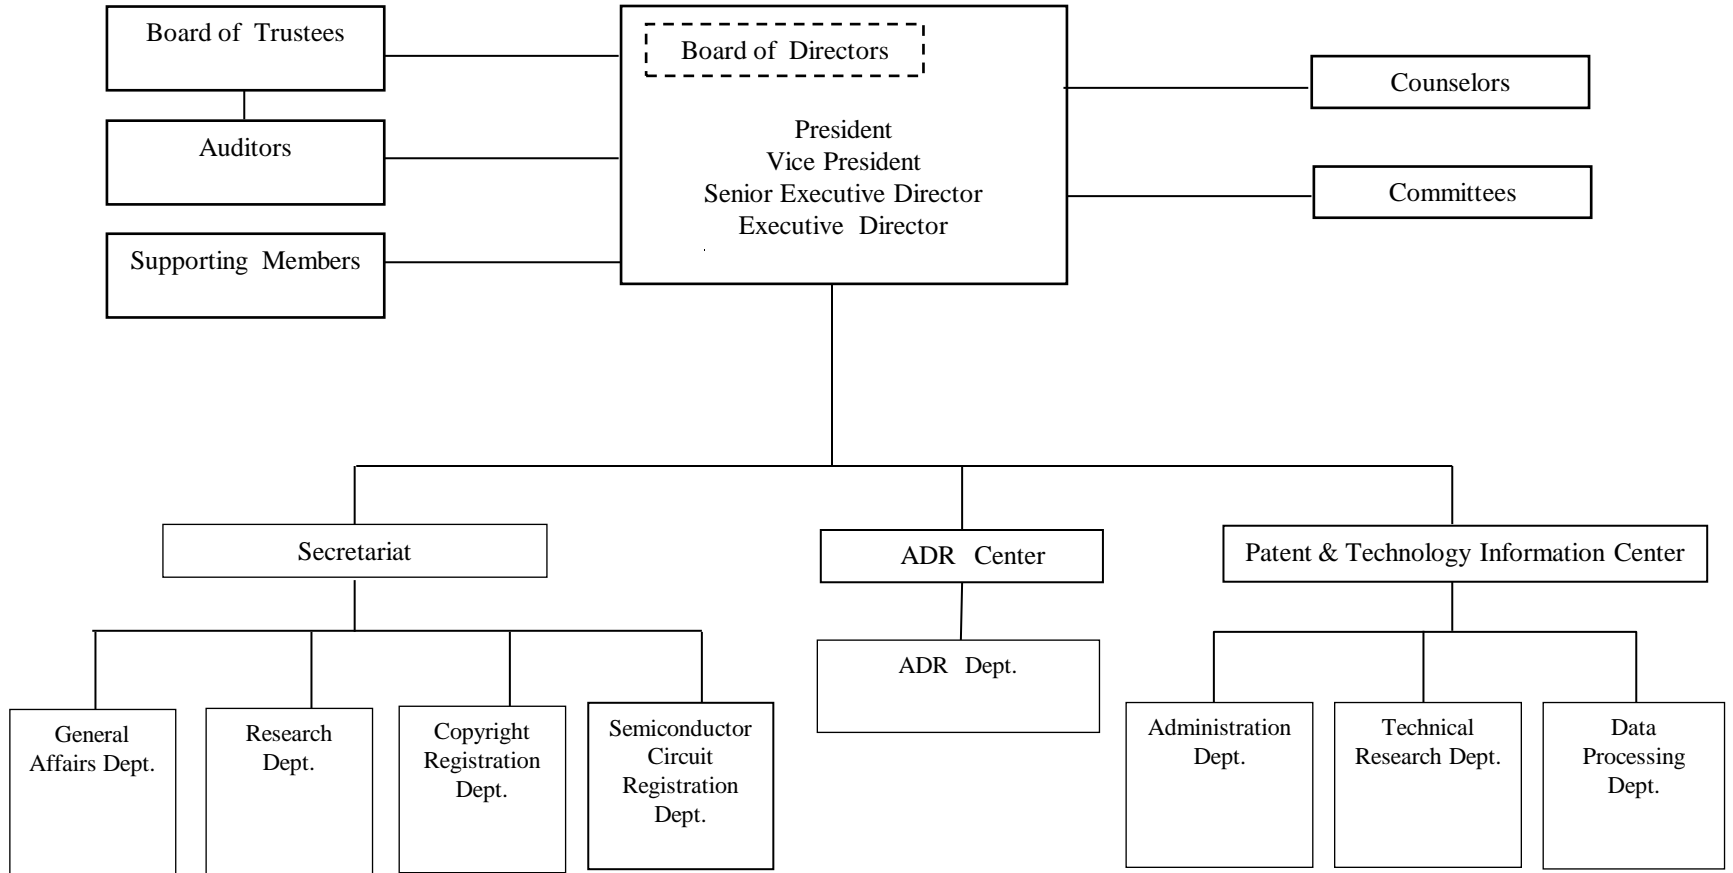 Board of Trustees
Auditors
Supporting Members
Board of Directors
President
Vice President
Senior Executive Director
Executive Director
Counselors
Committees
Secretariat
ADR Center
Patent & Technology Information Center
General
Affairs Dept.
Research
Dept.
Copyright
Registration
Dept.
Semiconductor
Circuit
Registration
Dept.
ADR Dept.
Administration
Dept.
Technical
Research Dept.
Data
Processing
Dept.